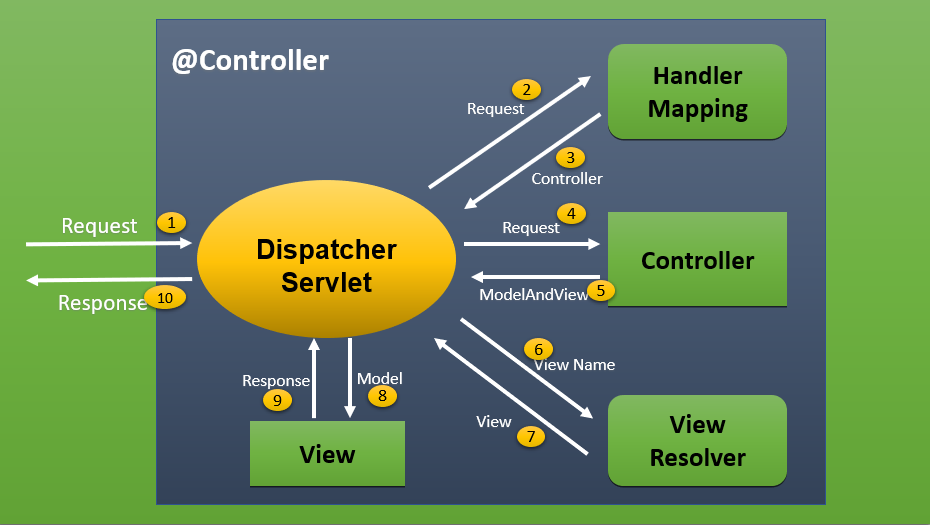 @Controller
Handler
Mapping
2
Request
3
Controller
Request
1
4
Request
Dispatcher
Servlet
Controller
Response
10
ModelAndView
5
6
View Name
Response
9
Model
8
View
7
View
View
Resolver